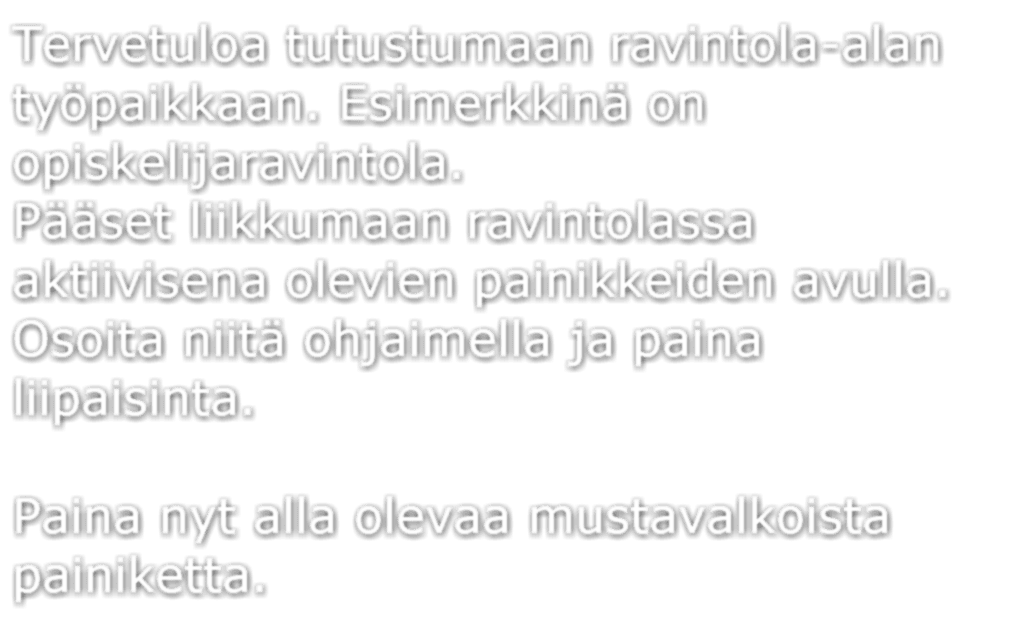 Tervetuloa tutustumaan ravintola-alan
työpaikkaan. Esimerkkinä on
opiskelijaravintola.
Pääset liikkumaan ravintolassa
aktiivisena olevien painikkeiden avulla.
Osoita niitä ohjaimella ja paina
liipaisinta.

Paina nyt alla olevaa mustavalkoista
painiketta.